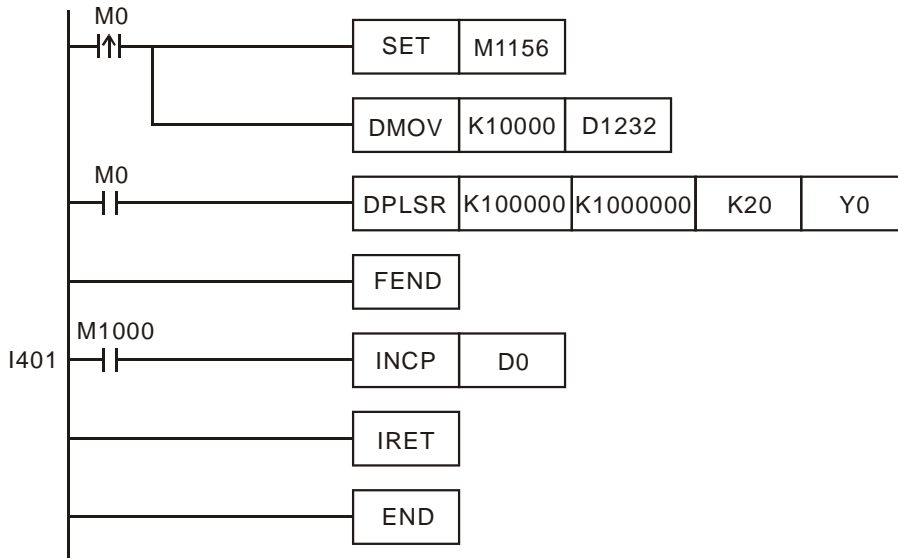 M0
SET M1156
DMOV K10000 D1232
M0
DPLSR K100000 K1000000 K20 Y0
FEND
M1000
I401 INCP D0
IRET
END